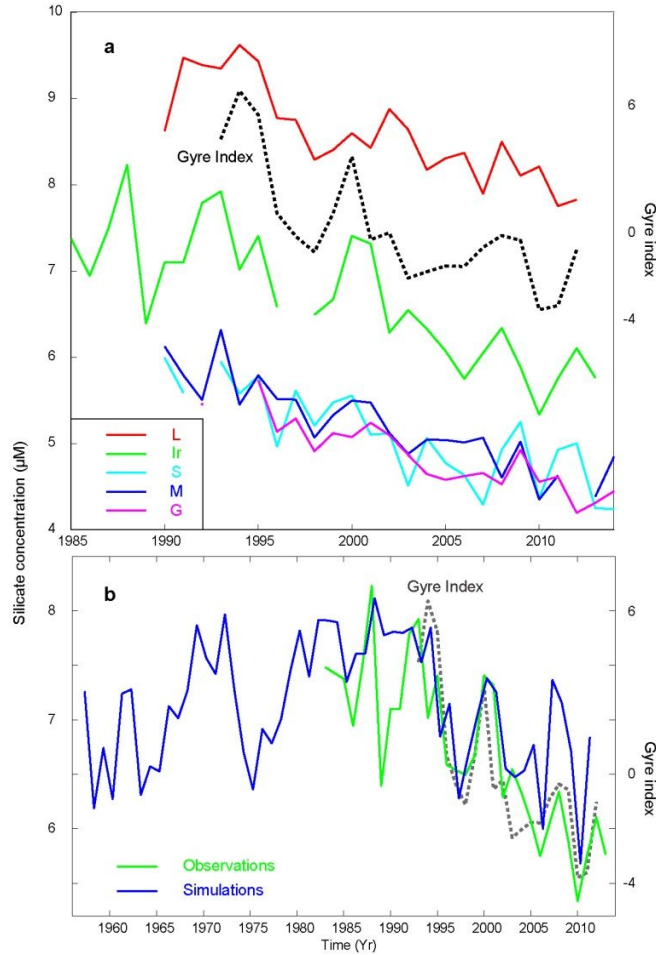 10
9
8
7
6
5
4
a
Gyre Index
6
0
-4
Gyre index
L
Ir
S
M
G
1985
1990
1995
2000
2005
2010
Silicate concentration (µM)
b
Gyre Index
8
7
6
6
0
-4
Gyre index
Observations
Simulations
1960
1965
1970
1975
1980
1985
1990
1995
2000
2005
2010
Time (Yr)